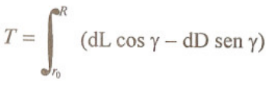 T = ∫_{r₀}^{R} (dL cos γ – dD sen γ)